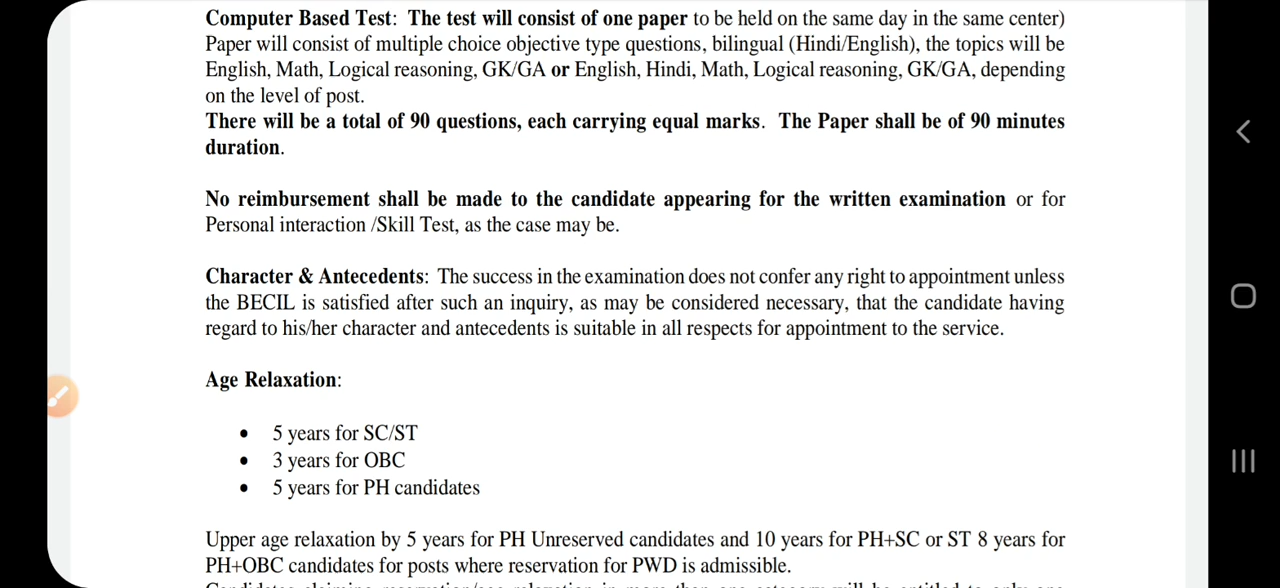 Computer Based Test: The test will consist of one paper to be held on the same day in the same center)
Paper will consist of multiple choice objective type questions, bilingual (Hindi/English), the topics will be
English, Math, Logical reasoning, GK/GA or English, Hindi, Math, Logical reasoning, GK/GA, depending
on the level of post.
There will be a total of 90 questions, each carrying equal marks. The Paper shall be of 90 minutes
duration.
No reimbursement shall be made to the candidate appearing for the written examination or for
Personal interaction /Skill Test, as the case may be.
Character & Antecedents: The success in the examination does not confer any right to appointment unless
the BECIL is satisfied after such an inquiry, as may be considered necessary, that the candidate having
regard to his/her character and antecedents is suitable in all respects for appointment to the service.
Age Relaxation:
• 5 years for SC/ST
• 3 years for OBC
• 5 years for PH candidates
Upper age relaxation by 5 years for PH Unreserved candidates and 10 years for PH+SC or ST 8 years for
PH+OBC candidates for posts where reservation for PWD is admissible.